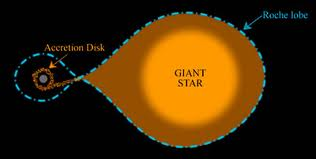 Roche lobe
Accretion Disk
GIANT
STAR